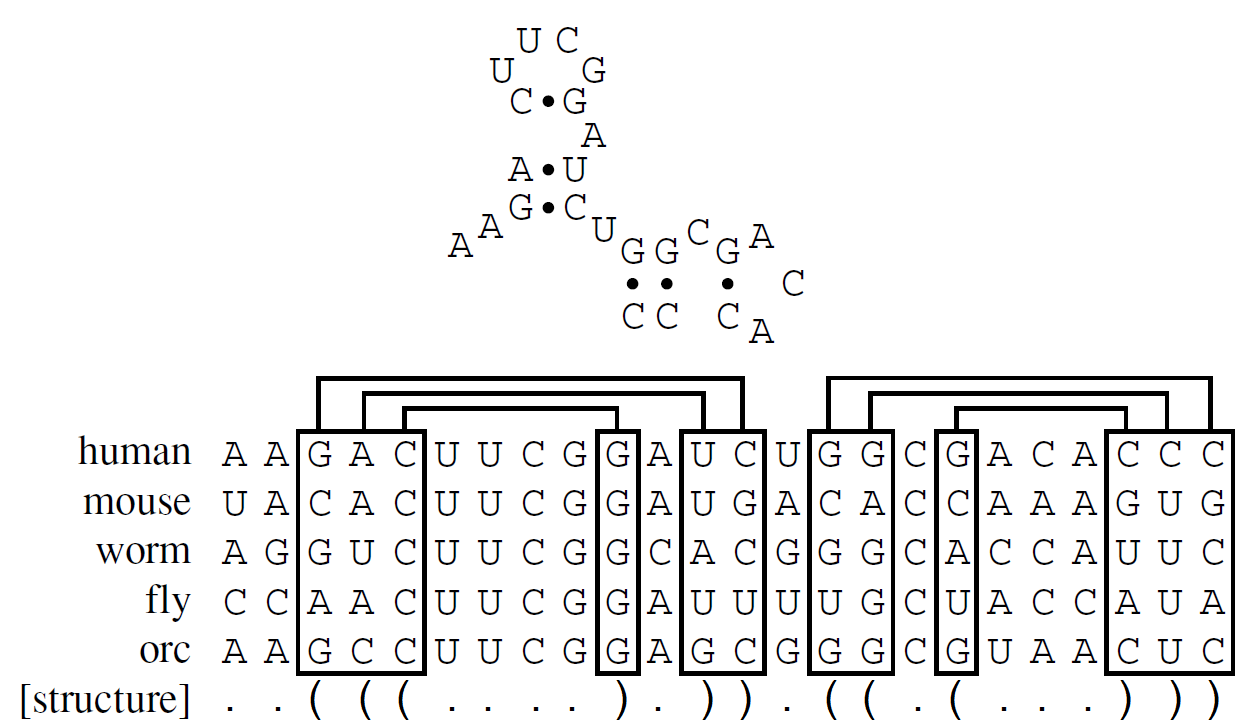 U C
U G
C • G
A
A • U
G • C
A A U
G G C G A
• • • C
C C C A
human A A G A C U U C G G A U C U G G C G A C A C C C
mouse U A C A C U U C G G A U G A C A C C A A A G U G
worm A G G U C U U C G G C A C G G G C A C C A U U C
fly C C A A C U U C G G A U U U U G C U A C C A U A
orc A A G C C U U C G G A G C G G G C G U A A C U C
[structure] . . ( ( ( . . . . ) . ) ) . ( ( . ( . . . ) ) )